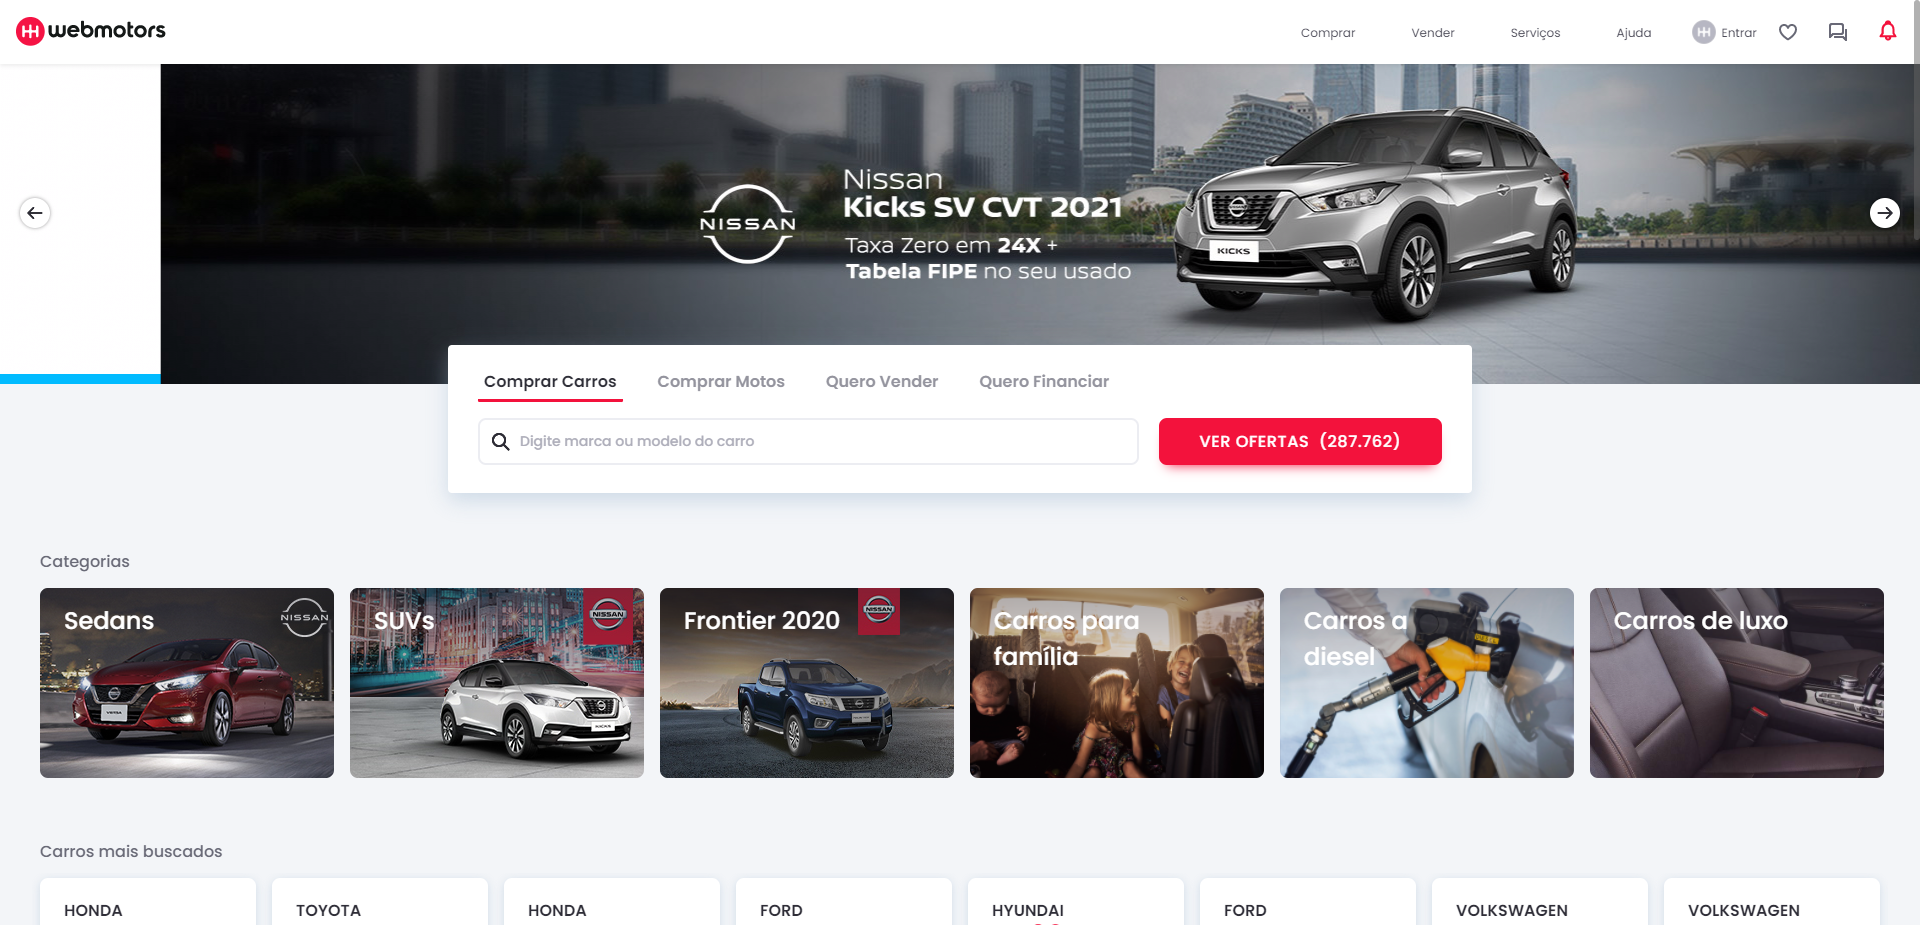 webmotors
Comprar
Vender
Serviços
Ajuda
Entrar
NISSAN
Nissan
Kicks SV CVT 2021
Taxa Zero em 24X +
Tabela FIPE no seu usado
KICKS
Comprar Carros
Comprar Motos
Quero Vender
Quero Financiar
Digite marca ou modelo do carro
VER OFERTAS (287.762)
Categorias
Sedans
NISSAN
VERSA
SUVs
NISSAN
KICKS
Frontier 2020
NISSAN
Carros para
família
Carros a
diesel
Carros de luxo
Carros mais buscados
HONDA
TOYOTA
HONDA
FORD
HYUNDAI
FORD
VOLKSWAGEN
VOLKSWAGEN